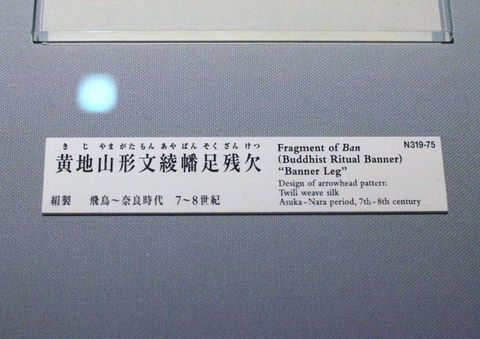 き じ やまがたもん あやばん そくざんけつ
黄地山形文綾幡足残欠
絹製 飛鳥～奈良時代 7～8世紀
Fragment of Ban N319-75
(Buddhist Ritual Banner)
“Banner Leg”
Design of arrowhead pattern:
Twill weave silk
Asuka-Nara period, 7th-8th century